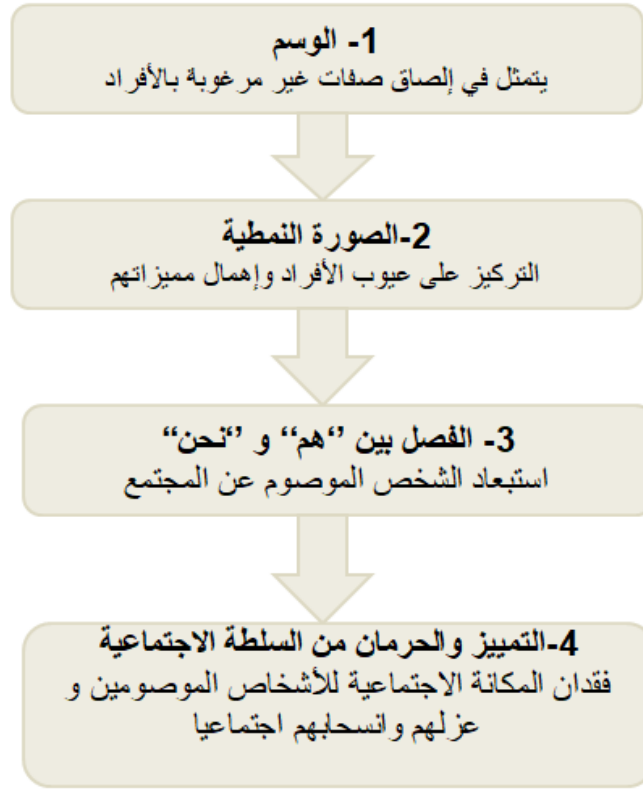 1- الوسم
يتمثل في إلصاق صفات غير مرغوبة بالأفراد
2-الصورة النمطية
التركيز على عيوب الأفراد وإهمال مميزاتهم
3- الفصل بين ‘‘هم‘‘ و ‘‘نحن‘‘
استبعاد الشخص الموصوم عن المجتمع
4-التمييز والحرمان من السلطة الاجتماعية
فقدان المكانة الاجتماعية للأشخاص الموصومين و
عزلهم وانسحابهم اجتماعيا